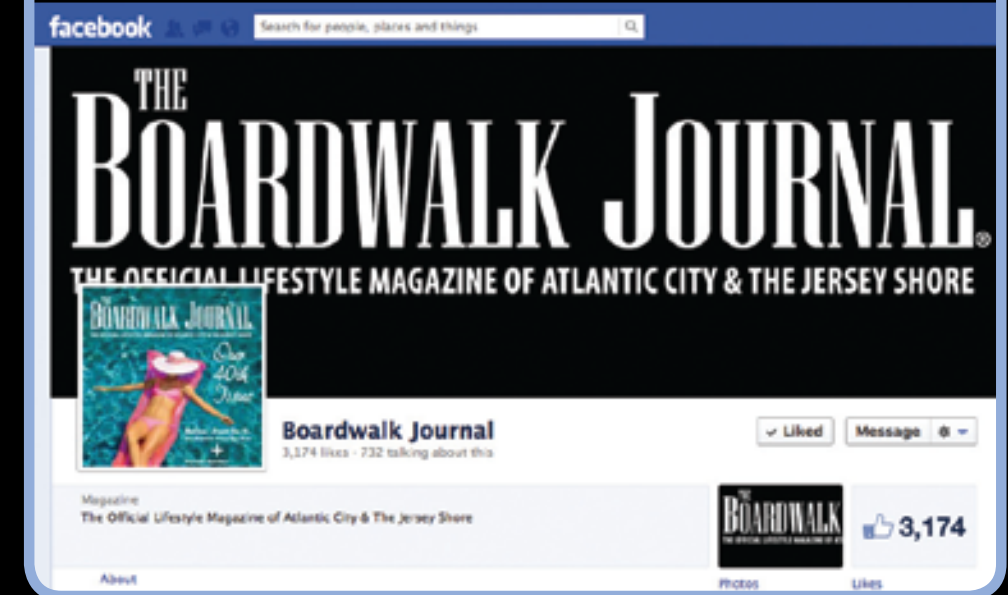 facebook
Search for people, places and things
THE
BOARDWALK JOURNAL®
THE OFFICIAL LIFESTYLE MAGAZINE OF ATLANTIC CITY & THE JERSEY SHORE
THE
BOARDWALK JOURNAL
Our
40th
Issue
+
Boardwalk Journal
3,174 likes · 732 talking about this
✓ Liked
Message
Magazine
The Official Lifestyle Magazine of Atlantic City & The Jersey Shore
THE
BOARDWALK
3,174
About
Photos
Likes